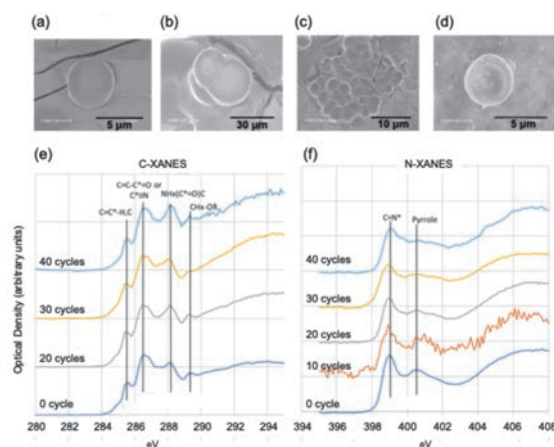 (a) (b) (c) (d)
5 µm 30 µm 10 µm 5 µm
(e) C-XANES (f) N-XANES
C=C-C*=O or
C*≡N
NHx(C*=O)C
C=C*-H,C
CHx-OR
C=N*
Pyrrole
Optical Density (arbitrary units)
40 cycles
30 cycles
20 cycles
0 cycle
40 cycles
30 cycles
20 cycles
10 cycles
0 cycle
280 282 284 286 288 290 292 294
eV
394 396 398 400 402 404 406 408
eV